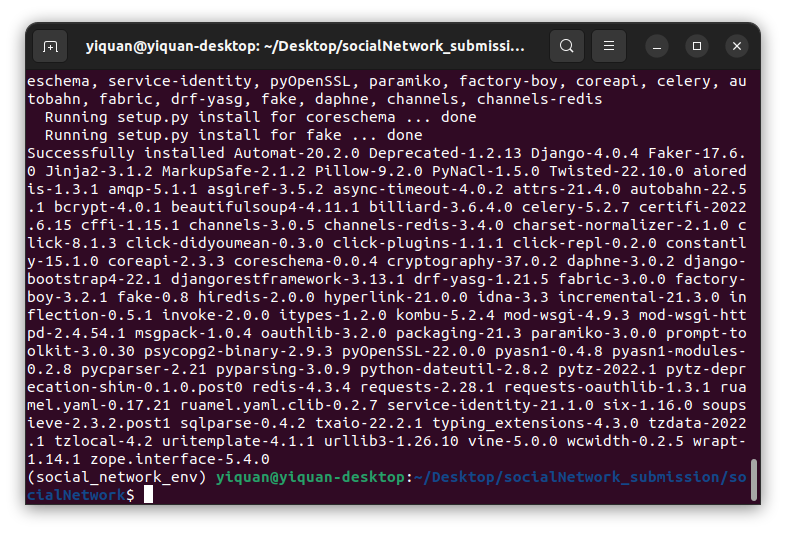 yiquan@yiquan-desktop: ~/Desktop/socialNetwork_submissi...
eschema, service-identity, pyOpenSSL, paramiko, factory-boy, coreapi, celery, au
tobahn, fabric, drf-yasg, fake, daphne, channels, channels-redis
  Running setup.py install for coreschema ... done
  Running setup.py install for fake ... done
Successfully installed Automat-20.2.0 Deprecated-1.2.13 Django-4.0.4 Faker-17.6.
0 Jinja2-3.1.2 MarkupSafe-2.1.2 Pillow-9.2.0 PyNaCl-1.5.0 Twisted-22.10.0 aiored
is-1.3.1 amqp-5.1.1 asgiref-3.5.2 async-timeout-4.0.2 attrs-21.4.0 autobahn-22.5
.1 bcrypt-4.0.1 beautifulsoup4-4.11.1 billiard-3.6.4.0 celery-5.2.7 certifi-2022
.6.15 cffi-1.15.1 channels-3.0.5 channels-redis-3.4.0 charset-normalizer-2.1.0 c
lick-8.1.3 click-didyoumean-0.3.0 click-plugins-1.1.1 click-repl-0.2.0 constantl
y-15.1.0 coreapi-2.3.3 coreschema-0.0.4 cryptography-37.0.2 daphne-3.0.2 django-
bootstrap4-22.1 djangorestframework-3.13.1 drf-yasg-1.21.5 fabric-3.0.0 factory-
boy-3.2.1 fake-0.8 hiredis-2.0.0 hyperlink-21.0.0 idna-3.3 incremental-21.3.0 in
flection-0.5.1 invoke-2.0.0 itypes-1.2.0 kombu-5.2.4 mod-wsgi-4.9.3 mod-wsgi-htt
pd-2.4.54.1 msgpack-1.0.4 oauthlib-3.2.0 packaging-21.3 paramiko-3.0.0 prompt-to
olkit-3.0.30 psycopg2-binary-2.9.3 pyOpenSSL-22.0.0 pyasn1-0.4.8 pyasn1-modules-
0.2.8 pycparser-2.21 pyparsing-3.0.9 python-dateutil-2.8.2 pytz-2022.1 pytz-depr
ecation-shim-0.1.0.post0 redis-4.3.4 requests-2.28.1 requests-oauthlib-1.3.1 rua
mel.yaml-0.17.21 ruamel.yaml.clib-0.2.7 service-identity-21.1.0 six-1.16.0 soups
ieve-2.3.2.post1 sqlparse-0.4.2 txaio-22.2.1 typing_extensions-4.3.0 tzdata-2022
.1 tzlocal-4.2 uritemplate-4.1.1 urllib3-1.26.10 vine-5.0.0 wcwidth-0.2.5 wrapt-
1.14.1 zope.interface-5.4.0
(social_network_env) yiquan@yiquan-desktop:~/Desktop/socialNetwork_submission/so
cialNetwork$